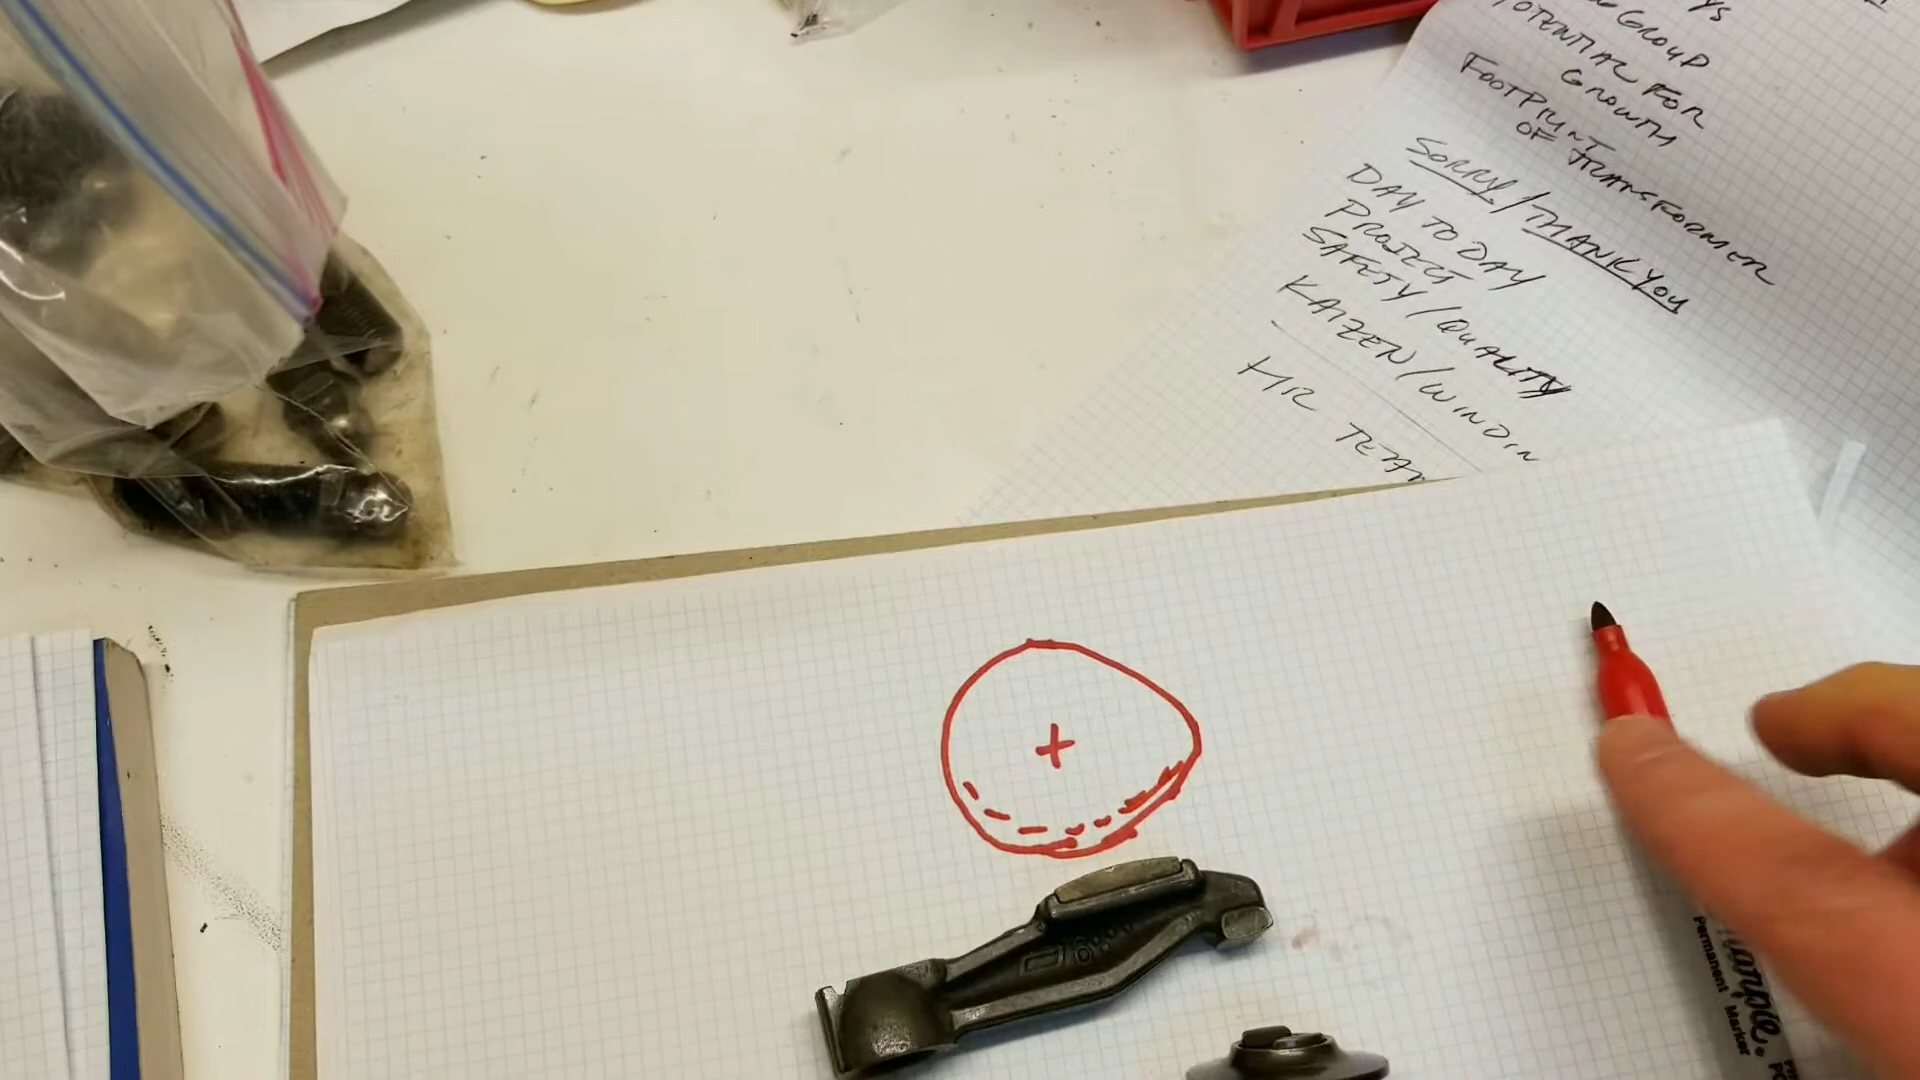 GROUP
POTENTIAL FOR
GROWTH
FOOTPRINT
OF TRANSFORMER
SORRY/THANK YOU
DAY TO DAY
PROJECT
SAFETY/QUALITY
KAIZEN/WINDIN
HR TEAM
Permanent Marker